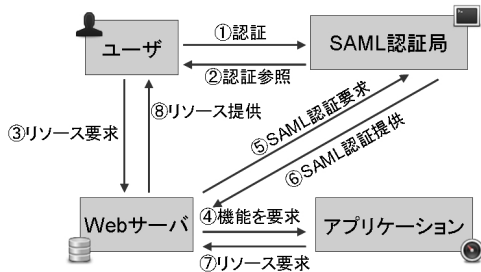 ①認証
ユーザ
SAML認証局
②認証参照
③リソース要求
⑧リソース提供
⑤SAML認証要求
⑥SAML認証提供
Webサーバ
④機能を要求
アプリケーション
⑦リソース要求